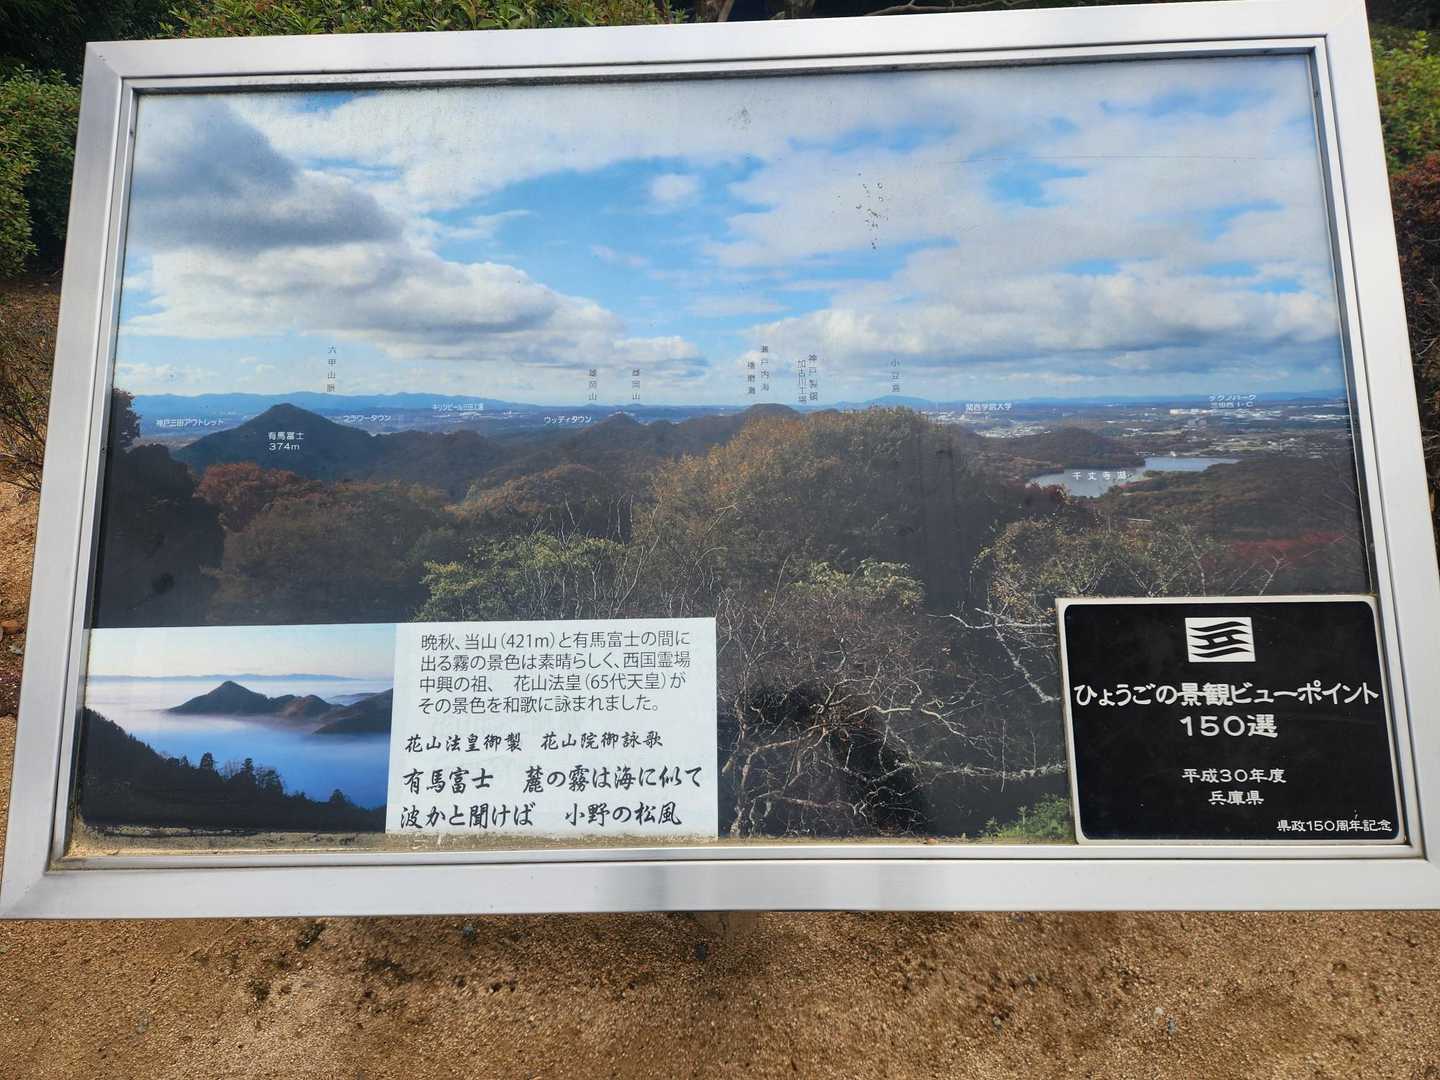 六甲山脈
雄岡山
雌岡山
瀬戸内海
播磨灘
神戸製鋼
加古川工場
小豆島
神戸三田アウトレット
フラワータウン
キリンビール三田工場
ウッディタウン
関西学院大学
テクノパーク
三田西I・C
有馬富士
374m
千丈寺湖
晩秋、当山(421m)と有馬富士の間に
出る霧の景色は素晴らしく、西国霊場
中興の祖、 花山法皇(65代天皇)が
その景色を和歌に詠まれました。
花山法皇御製 花山院御詠歌
有馬富士 麓の霧は海に似て
波かと聞けば 小野の松風
ひょうごの景観ビューポイント
150選
平成30年度
兵庫県
県政150周年記念